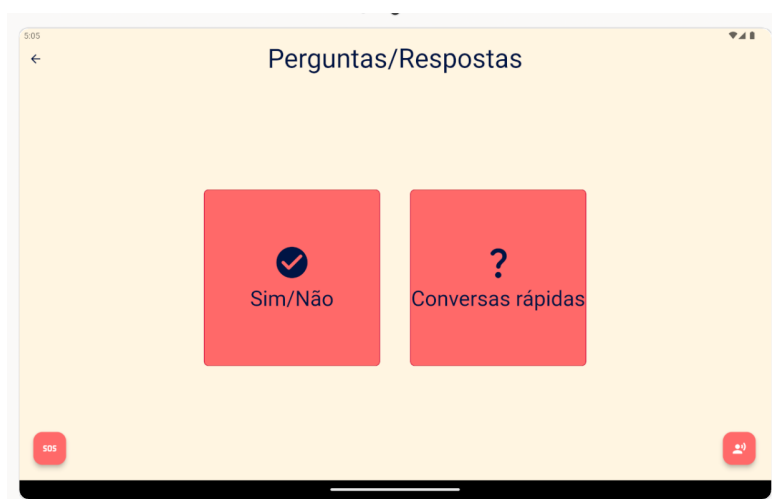 5:05
Perguntas/Respostas
Sim/Não
?
Conversas rápidas
SOS